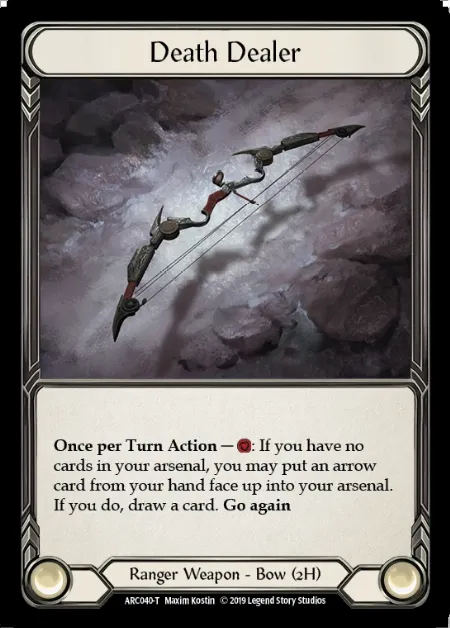 Death Dealer
Once per Turn Action — : If you have no
cards in your arsenal, you may put an arrow
card from your hand face up into your arsenal.
If you do, draw a card. Go again
Ranger Weapon - Bow (2H)
ARC040-T Maxim Kostin © 2019 Legend Story Studios